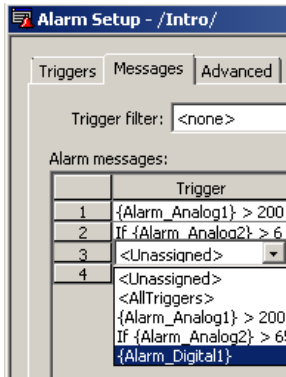 Alarm Setup - /Intro/
Triggers Messages Advanced
Trigger filter: <none>
Alarm messages:
Trigger
1 {Alarm_Analog1} > 200
2 If {Alarm_Analog2} > 6
3 <Unassigned>
4 <Unassigned>
<AllTriggers>
{Alarm_Analog1} > 200
If {Alarm_Analog2} > 65
{Alarm_Digital1}